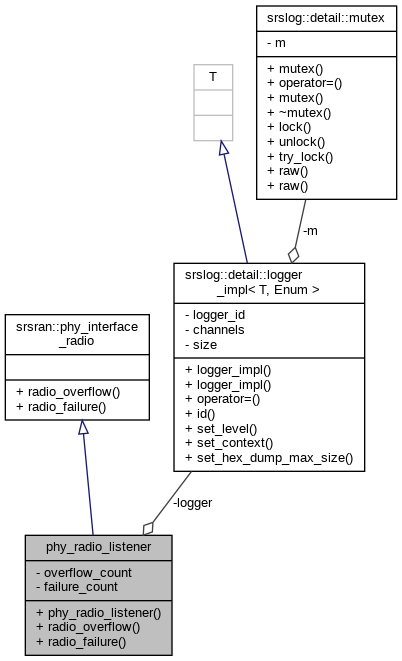 srslog::detail::mutex
- m
+ mutex()
+ operator=()
+ mutex()
+ ~mutex()
+ lock()
+ unlock()
+ try_lock()
+ raw()
+ raw()
T
-m
srslog::detail::logger
_impl< T, Enum >
- logger_id
- channels
- size
+ logger_impl()
+ logger_impl()
+ operator=()
+ id()
+ set_level()
+ set_context()
+ set_hex_dump_max_size()
srsran::phy_interface
_radio
+ radio_overflow()
+ radio_failure()
-logger
phy_radio_listener
- overflow_count
- failure_count
+ phy_radio_listener()
+ radio_overflow()
+ radio_failure()